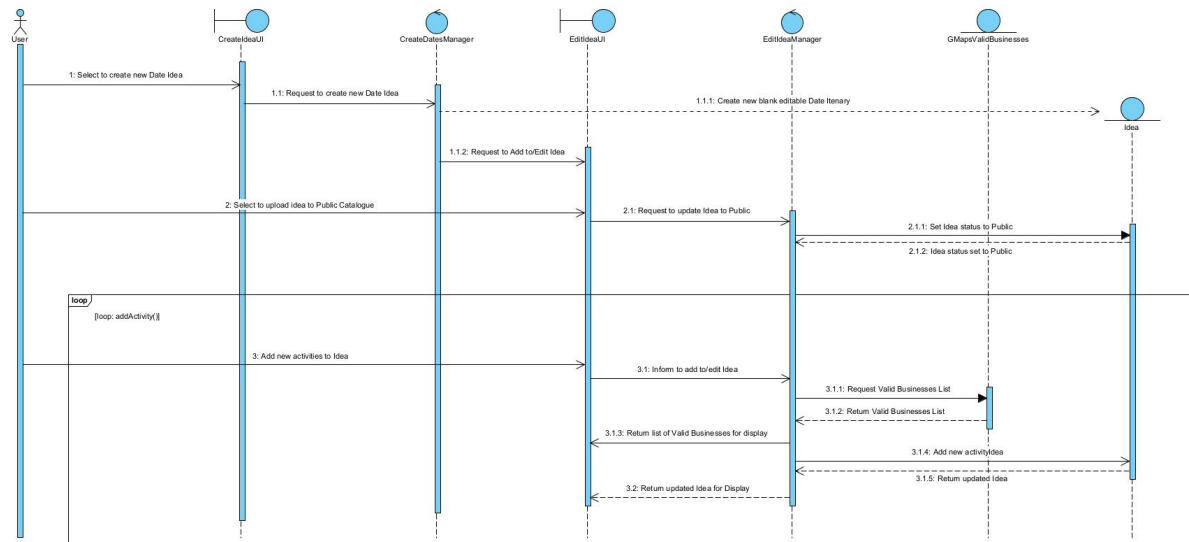 User
CreateIdeaUI
CreateDatesManager
EditIdeaUI
EditIdeaManager
GMapsValidBusinesses
1: Select to create new Date Idea
1.1: Request to create new Date Idea
1.1.1: Create new blank editable Date Itenary
Idea
1.1.2: Request to Add to/Edit Idea
2: Select to upload idea to Public Catalogue
2.1: Request to update Idea to Public
2.1.1: Set Idea status to Public
2.1.2: Idea status set to Public
loop
[loop: addActivity()]
3: Add new activities to Idea
3.1: Inform to add to/edit Idea
3.1.1: Request Valid Businesses List
3.1.2: Return Valid Businesses List
3.1.3: Return list of Valid Businesses for display
3.1.4: Add new activityIdea
3.1.5: Return updated Idea
3.2: Return updated Idea for Display